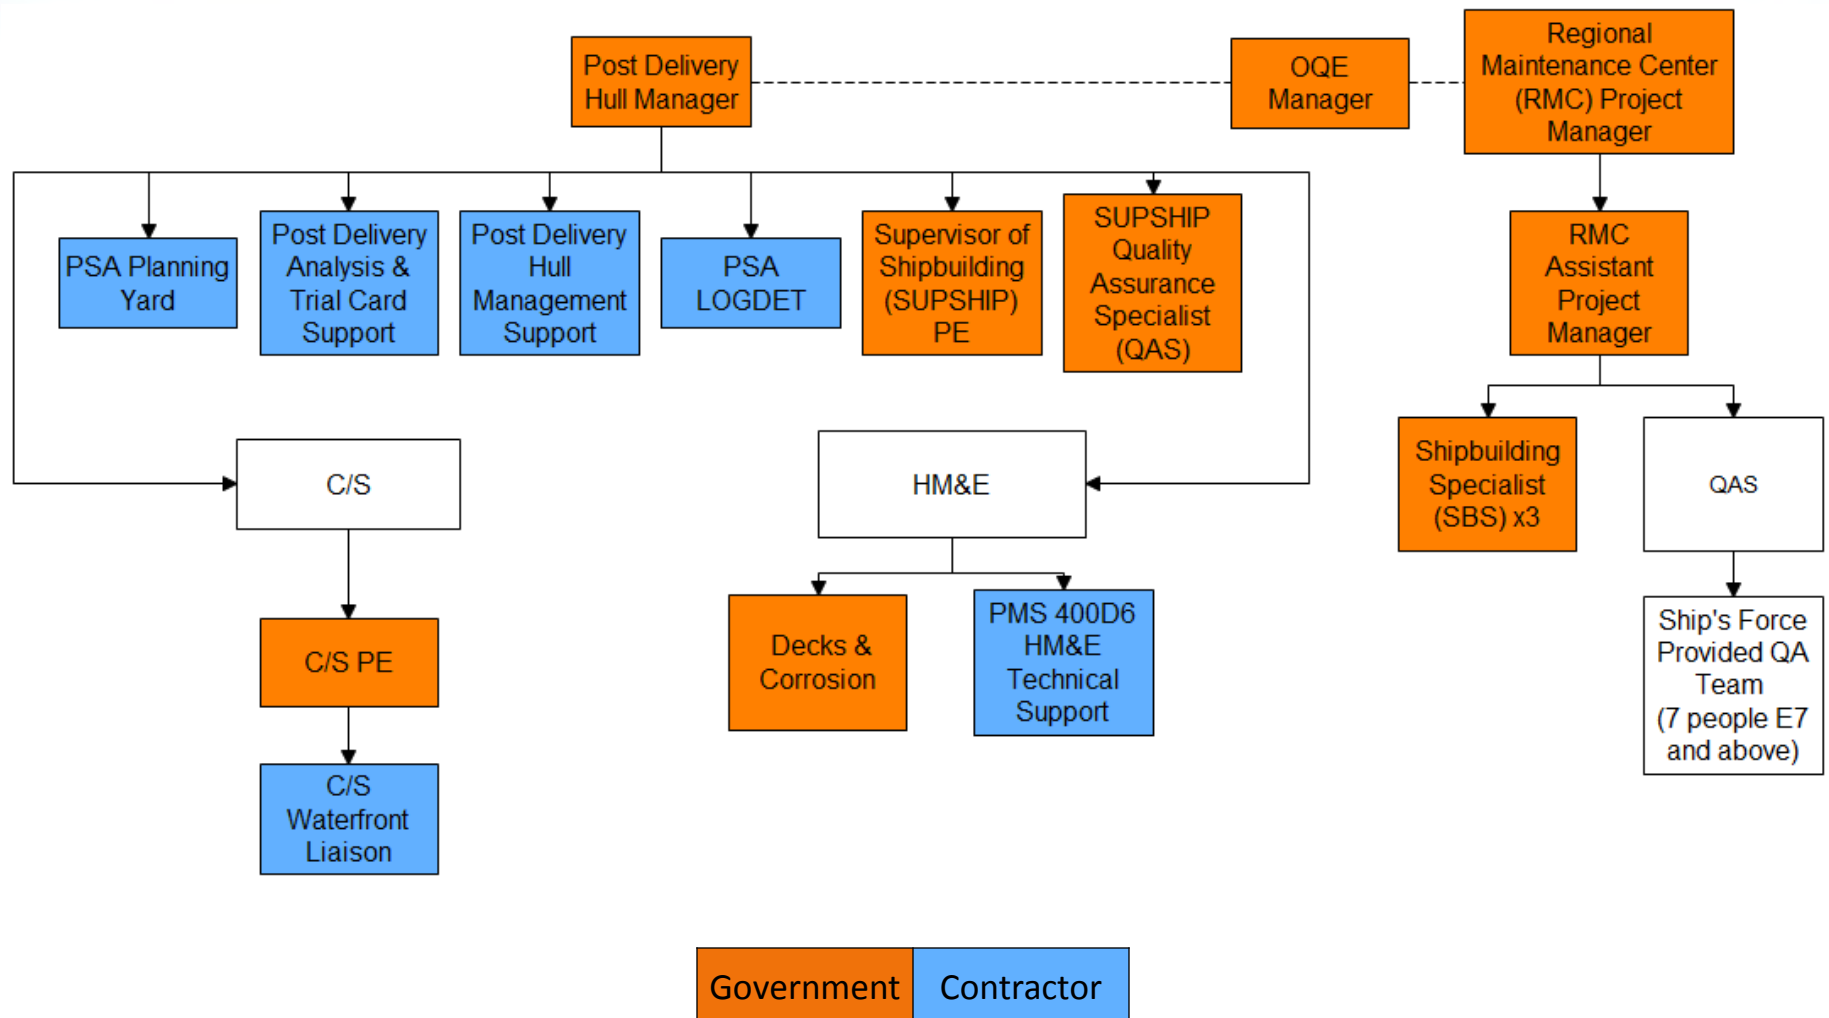 Post Delivery
Hull Manager
OQE
Manager
Regional
Maintenance Center
(RMC) Project
Manager
PSA Planning
Yard
Post Delivery
Analysis &
Trial Card
Support
Post Delivery
Hull
Management
Support
PSA
LOGDET
Supervisor of
Shipbuilding
(SUPSHIP)
PE
SUPSHIP
Quality
Assurance
Specialist
(QAS)
RMC
Assistant
Project
Manager
C/S
HM&E
Shipbuilding
Specialist
(SBS) x3
QAS
C/S PE
Decks &
Corrosion
PMS 400D6
HM&E
Technical
Support
Ship's Force
Provided QA
Team
(7 people E7
and above)
C/S
Waterfront
Liaison
Government
Contractor